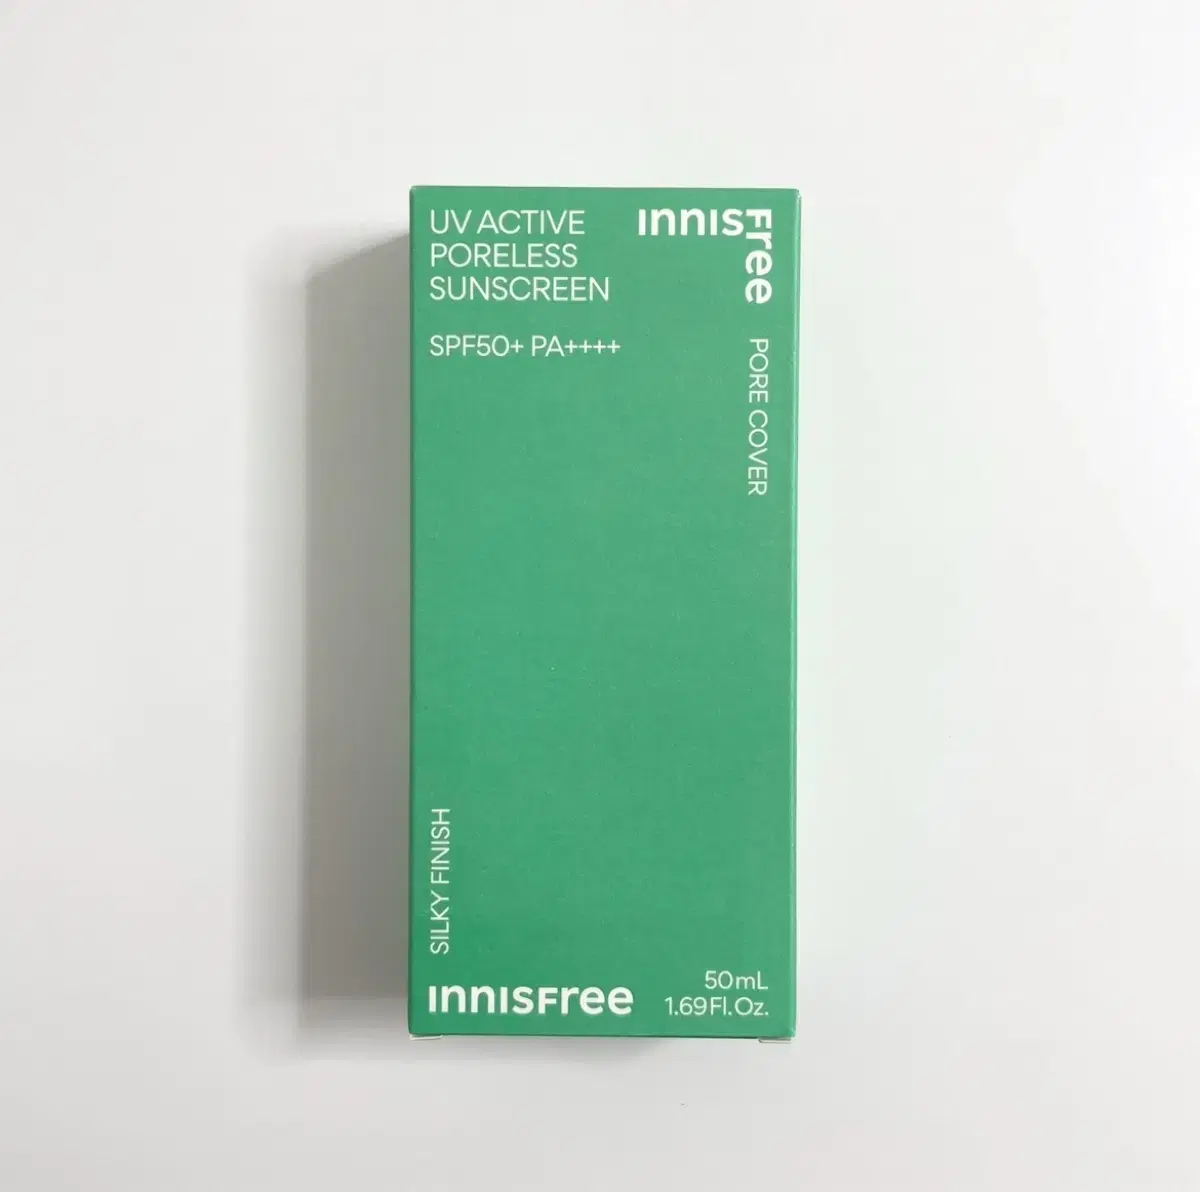 UV ACTIVE
PORELESS
SUNSCREEN
SPF50+ PA++++
innisfree
PORE COVER
SILKY FINISH
innisfree
50mL
1.69Fl.Oz.